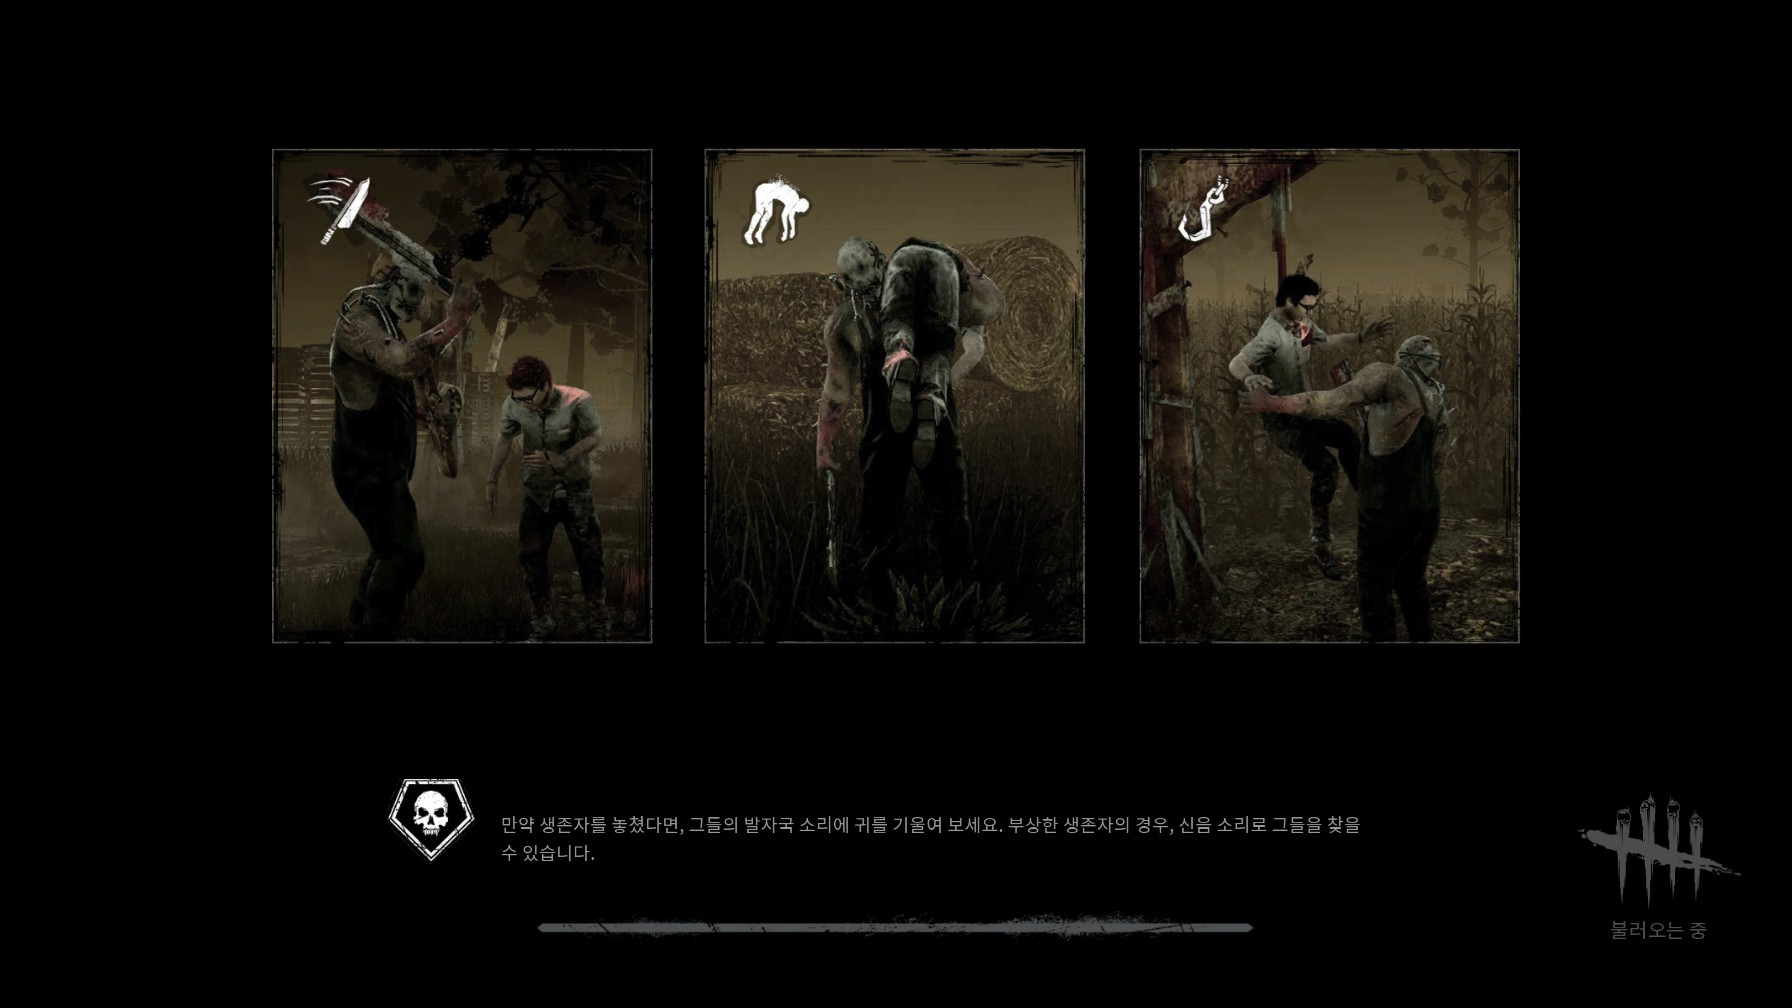 만약 생존자를 놓쳤다면, 그들의 발자국 소리에 귀를 기울여 보세요. 부상한 생존자의 경우, 신음 소리로 그들을 찾을
수 있습니다.
불러오는 중